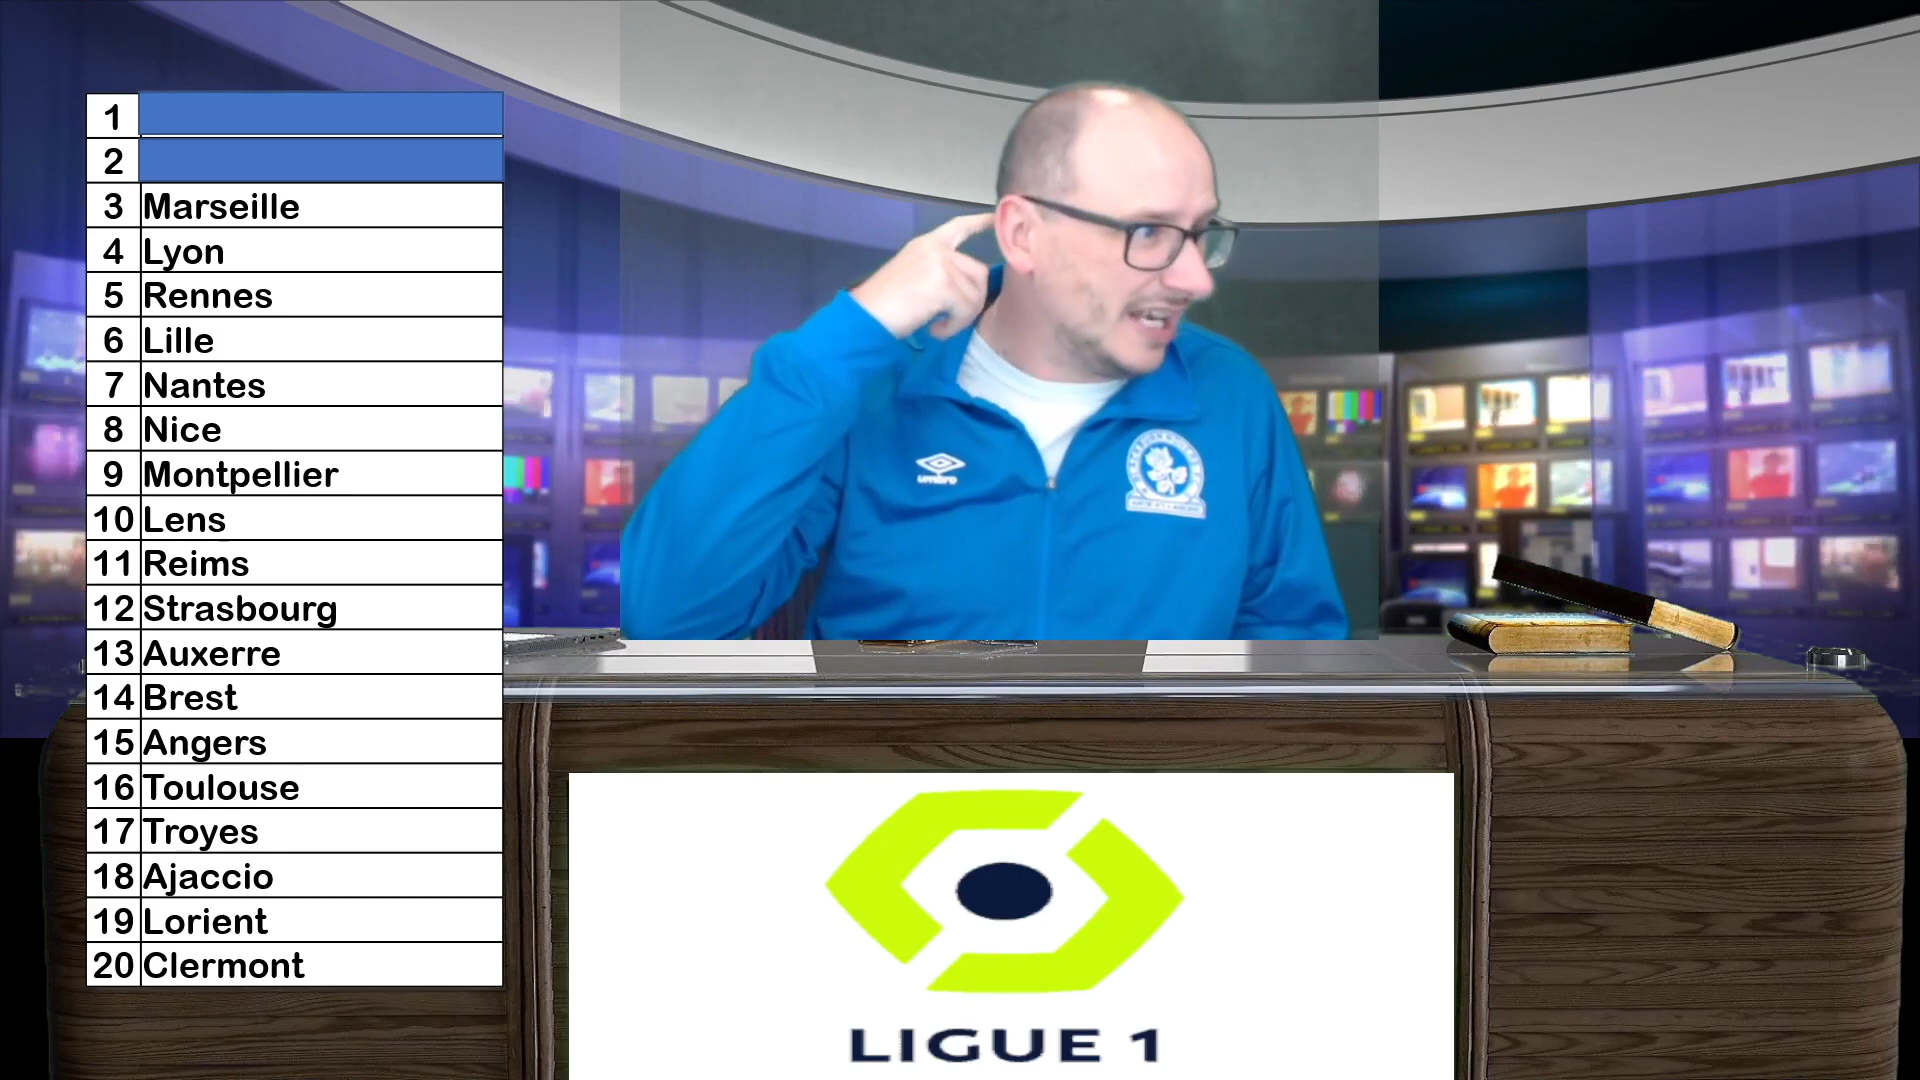 1
2
3 Marseille
4 Lyon
5 Rennes
6 Lille
7 Nantes
8 Nice
9 Montpellier
10 Lens
11 Reims
12 Strasbourg
13 Auxerre
14 Brest
15 Angers
16 Toulouse
17 Troyes
18 Ajaccio
19 Lorient
20 Clermont
umbro
LIGUE 1